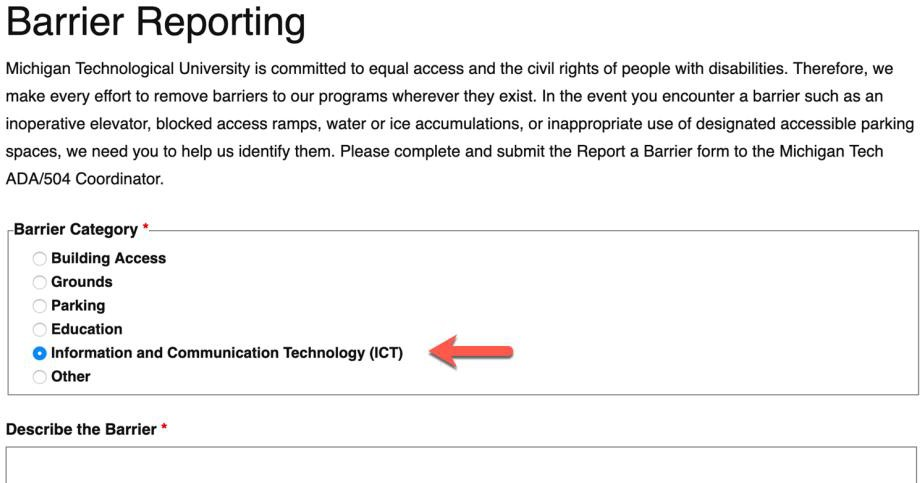 Barrier Reporting
Michigan Technological University is committed to equal access and the civil rights of people with disabilities. Therefore, we
make every effort to remove barriers to our programs wherever they exist. In the event you encounter a barrier such as an
inoperative elevator, blocked access ramps, water or ice accumulations, or inappropriate use of designated accessible parking
spaces, we need you to help us identify them. Please complete and submit the Report a Barrier form to the Michigan Tech
ADA/504 Coordinator.
Barrier Category *
Building Access
Grounds
Parking
Education
Information and Communication Technology (ICT)
Other
Describe the Barrier *